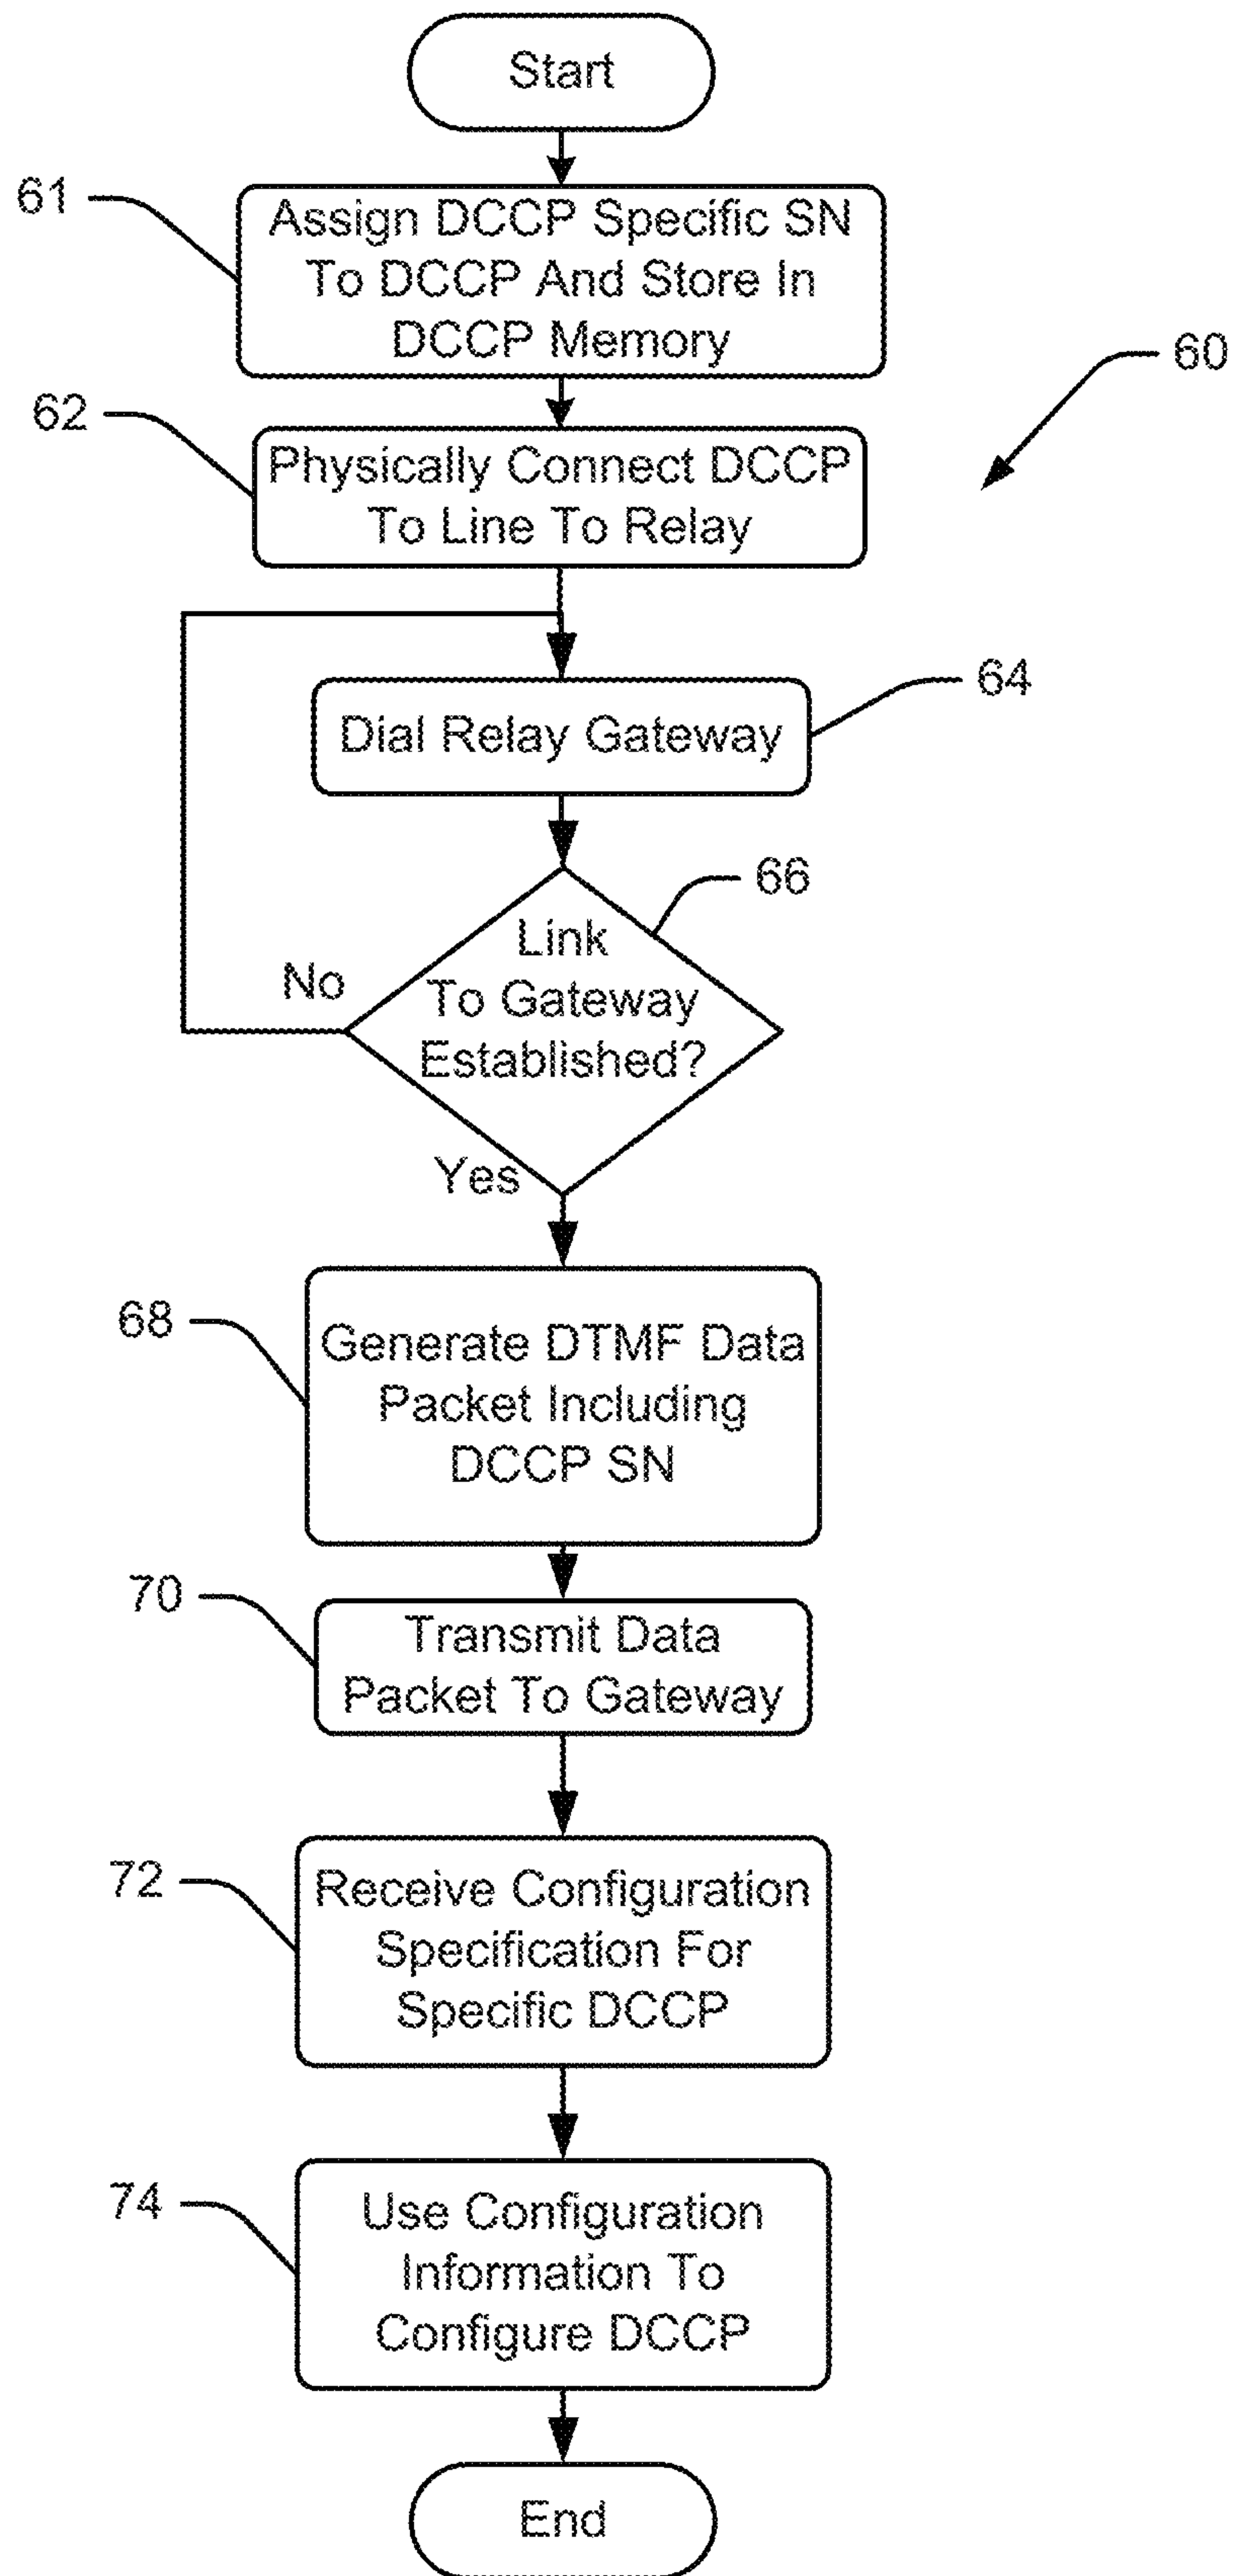 Start
61
Assign DCCP Specific SN
To DCCP And Store In
DCCP Memory
60
62
Physically Connect DCCP
To Line To Relay
64
Dial Relay Gateway
66
Link
To Gateway
Established?
No
Yes
68
Generate DTMF Data
Packet Including
DCCP SN
70
Transmit Data
Packet To Gateway
72
Receive Configuration
Specification For
Specific DCCP
74
Use Configuration
Information To
Configure DCCP
End